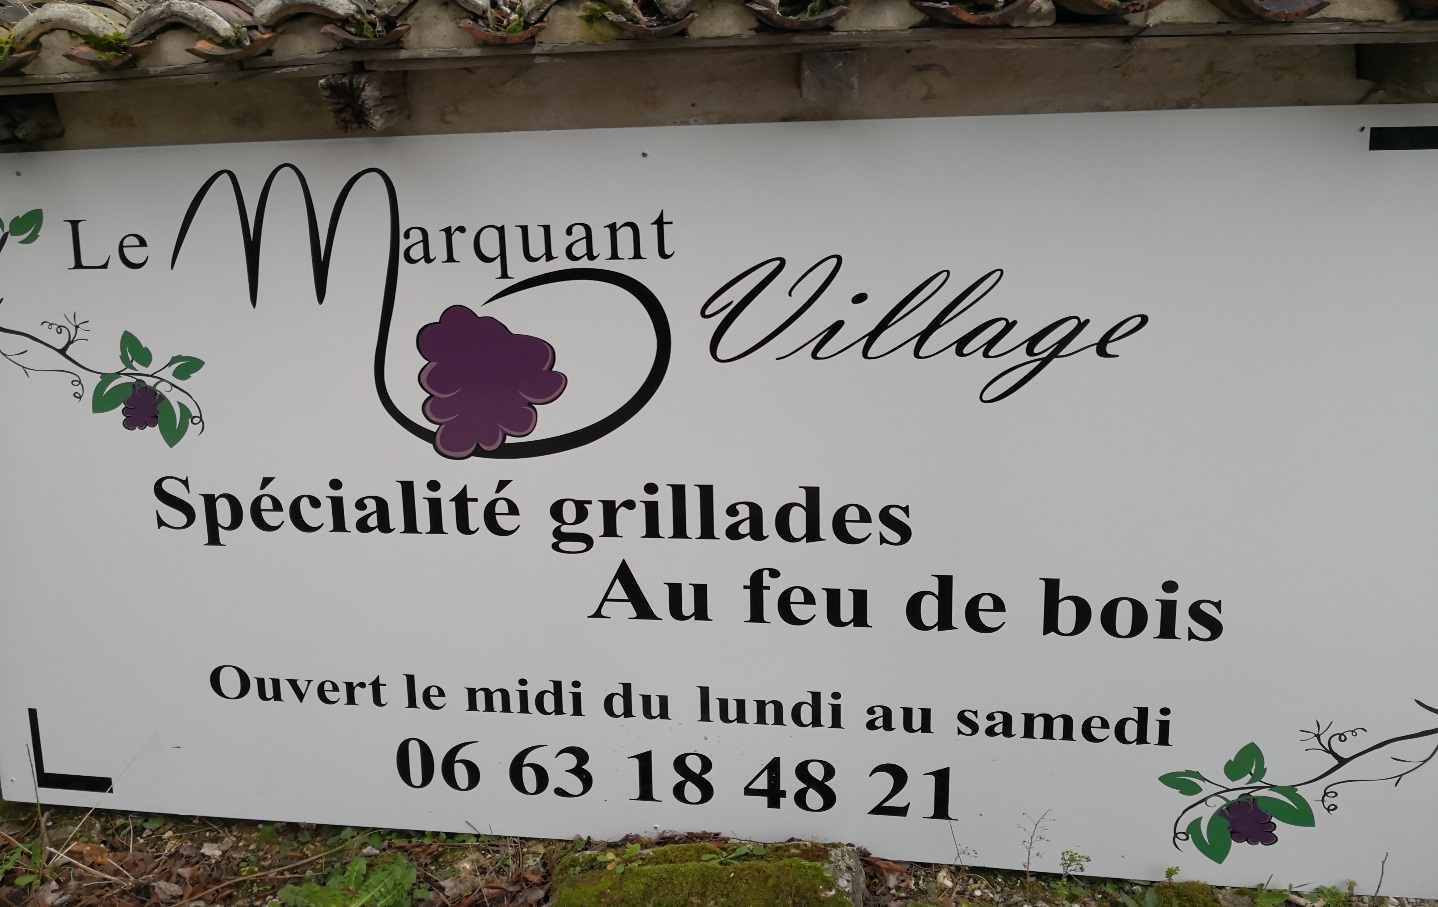 Le Marquant
Village
Spécialité grillades
Au feu de bois
Ouvert le midi du lundi au samedi
06 63 18 48 21